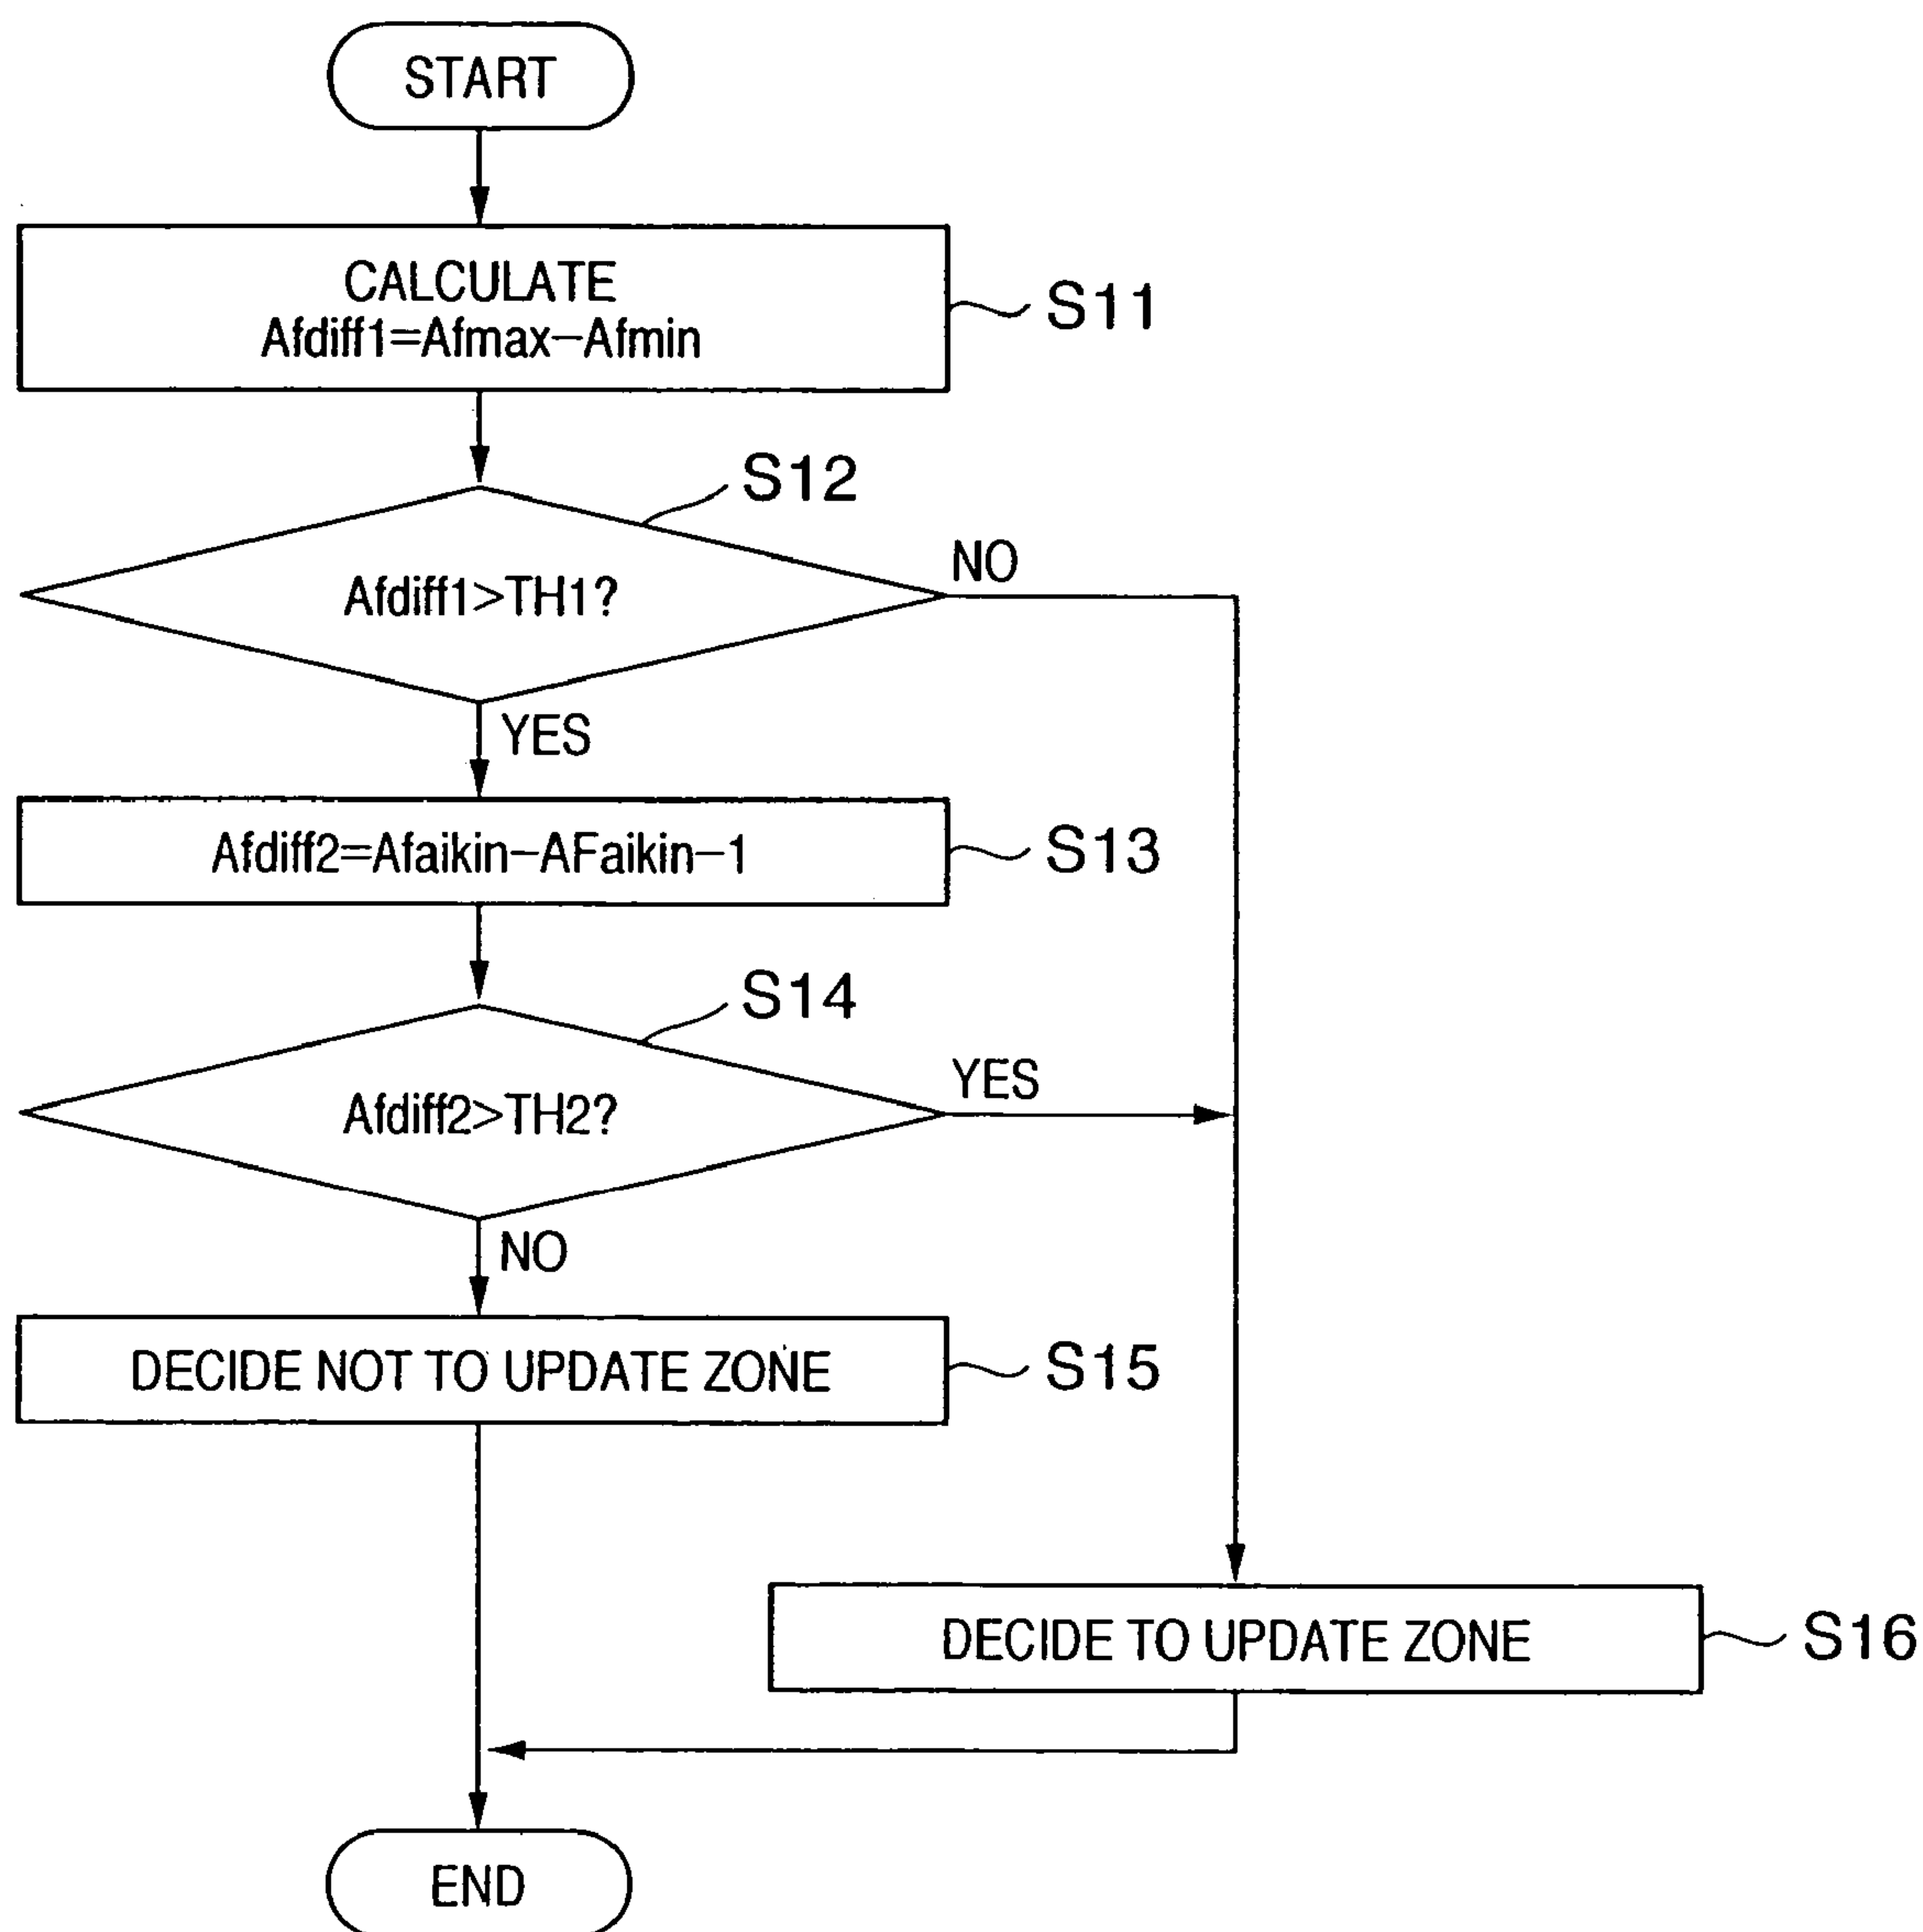 START
CALCULATE
Afdiff1=Afmax−Afmin
S11
S12
Afdiff1>TH1?
NO
YES
Afdiff2=Afaikin−AFaikin−1
S13
S14
Afdiff2>TH2?
YES
NO
DECIDE NOT TO UPDATE ZONE
S15
DECIDE TO UPDATE ZONE
S16
END